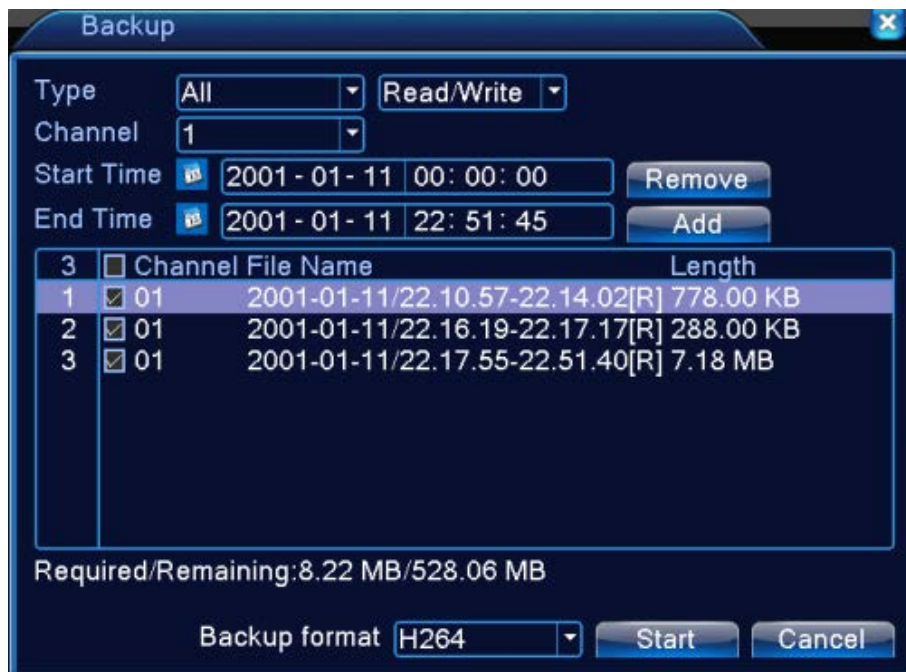 Backup
Type All Read/Write
Channel 1
Start Time 2001 - 01 - 11 00: 00: 00 Remove
End Time 2001 - 01 - 11 22: 51: 45 Add
3 Channel File Name Length
1 01 2001-01-11/22.10.57-22.14.02[R] 778.00 KB
2 01 2001-01-11/22.16.19-22.17.17[R] 288.00 KB
3 01 2001-01-11/22.17.55-22.51.40[R] 7.18 MB
Required/Remaining:8.22 MB/528.06 MB
Backup format H264 Start Cancel